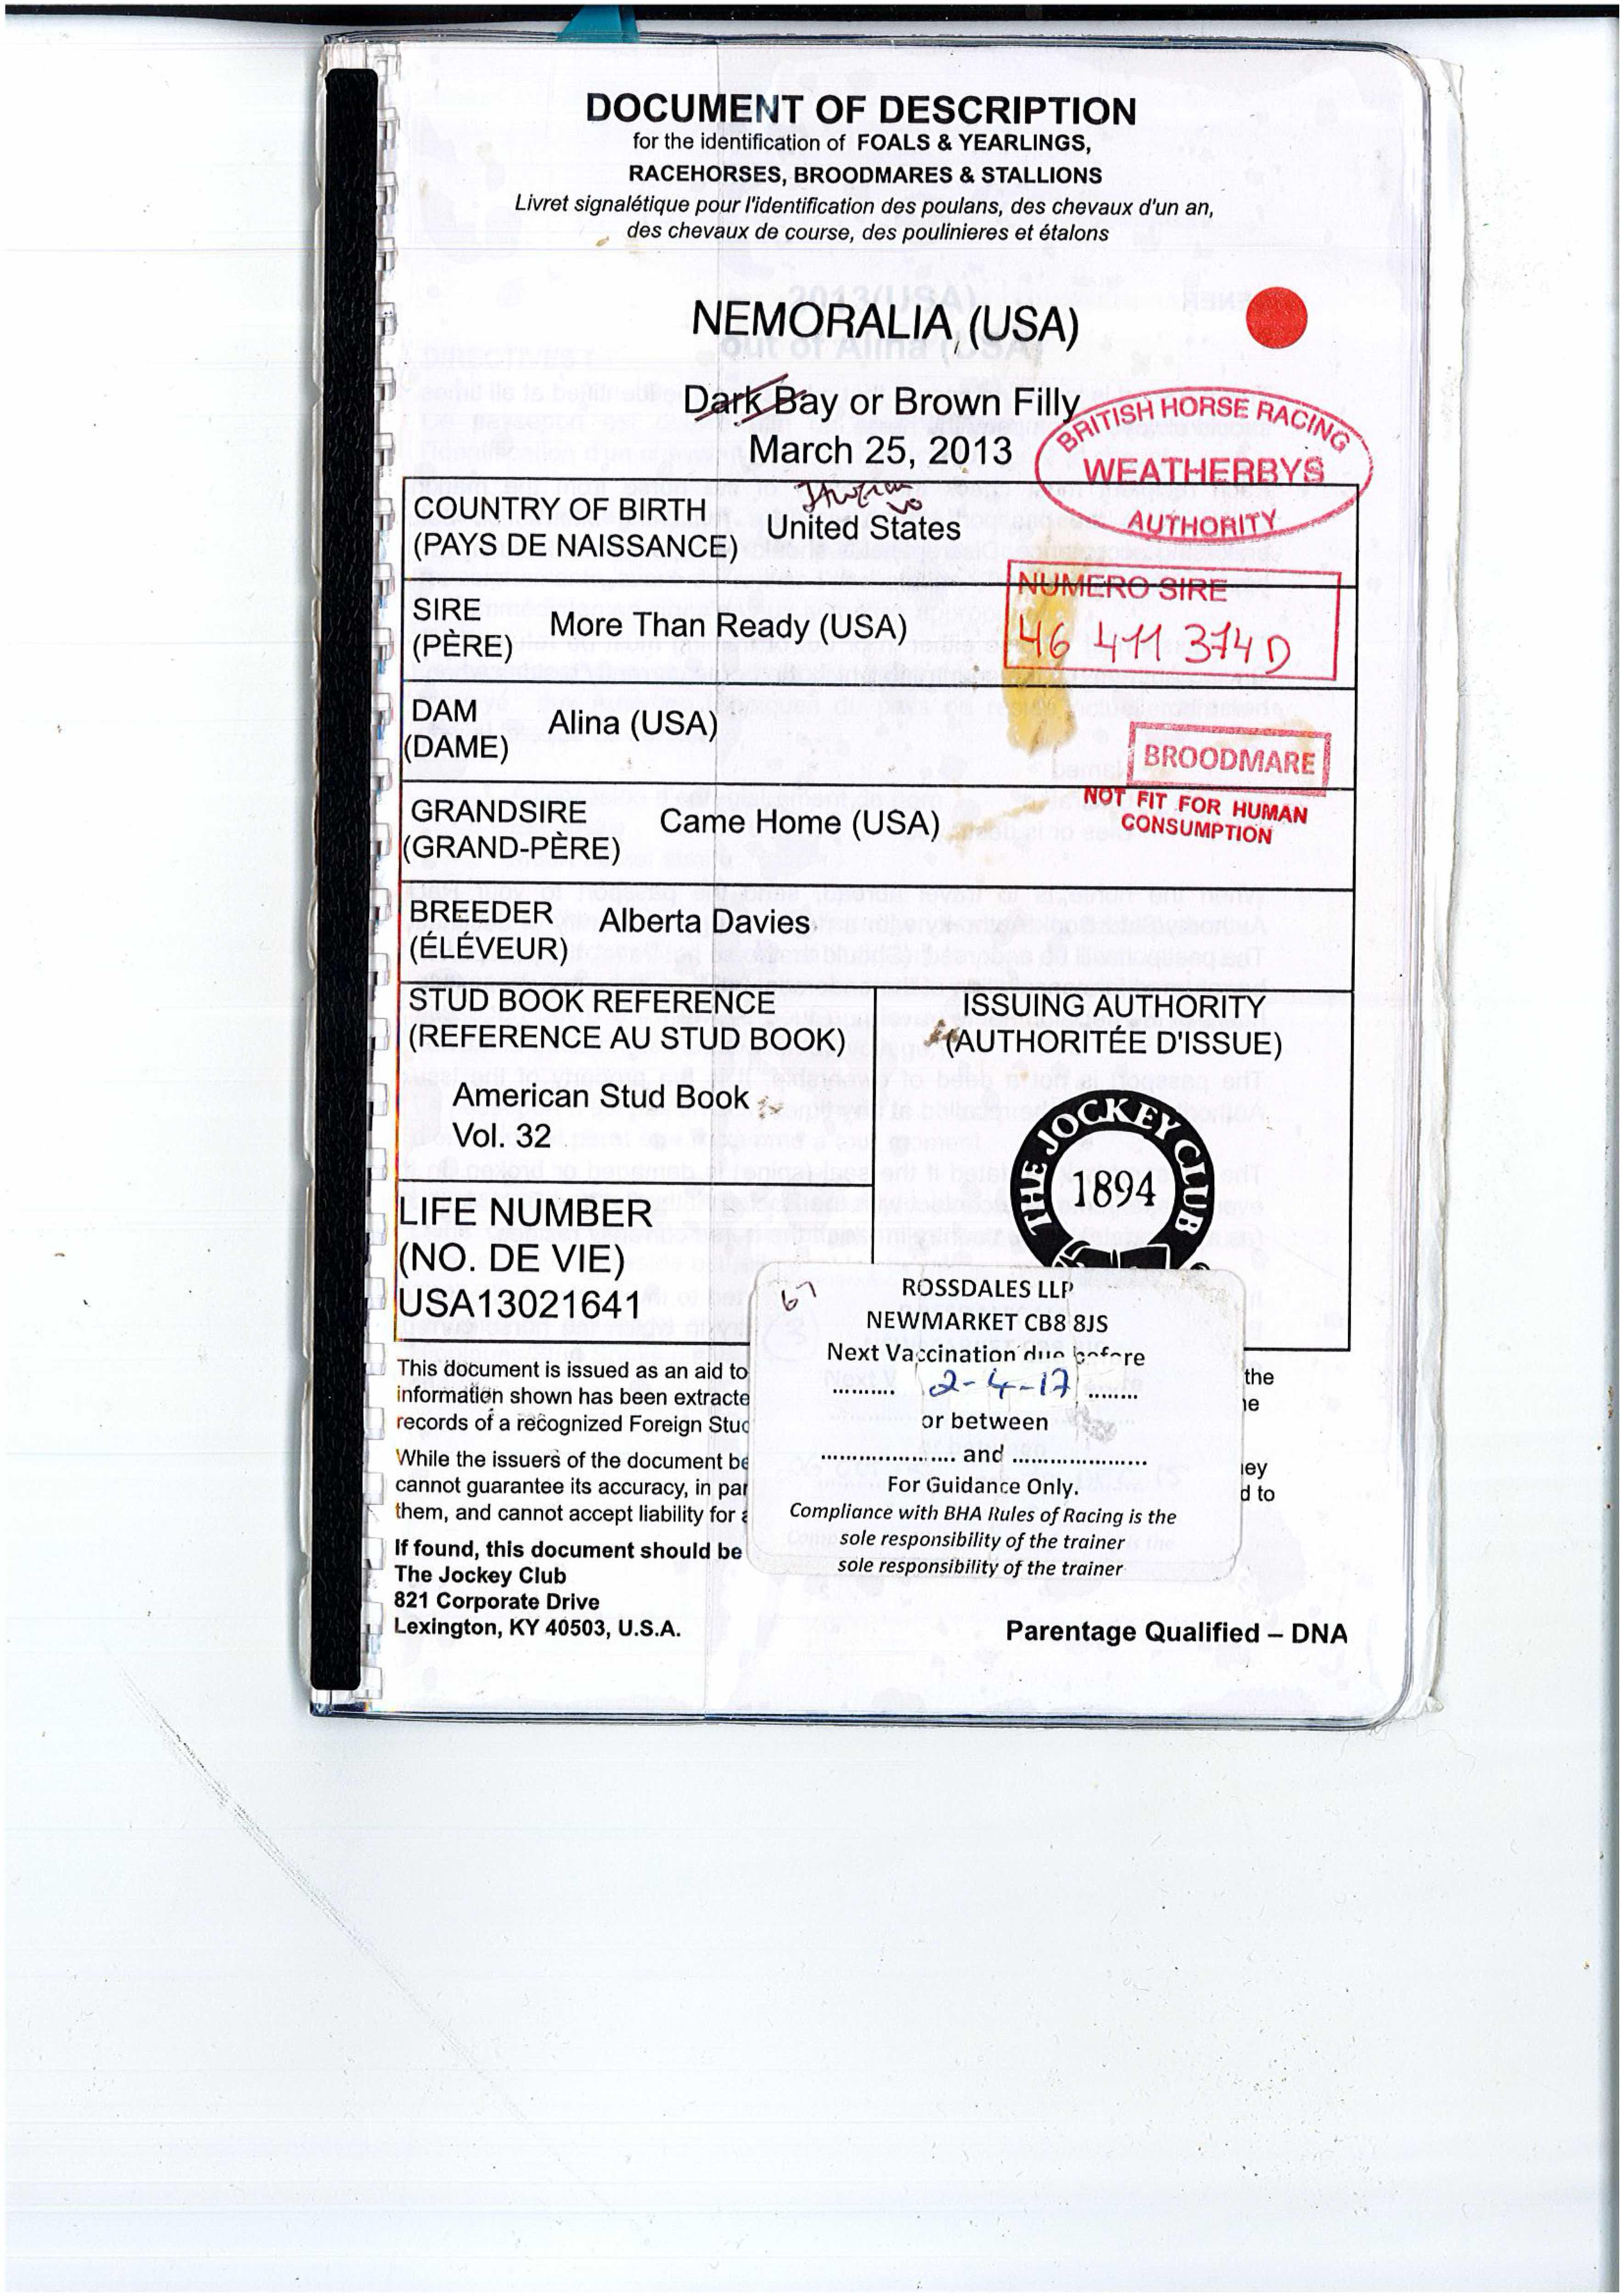 DOCUMENT OF DESCRIPTION
for the identification of FOALS & YEARLINGS,
RACEHORSES, BROODMARES & STALLIONS
Livret signalétique pour l'identification des poulans, des chevaux d'un an,
des chevaux de course, des poulinieres et étalons
NEMORALIA (USA)
Dark Bay or Brown Filly
March 25, 2013
BRITISH HORSE RACING
WEATHERBYS
AUTHORITY
COUNTRY OF BIRTH
(PAYS DE NAISSANCE)
United States
NUMERO SIRE
46 411 374 D
SIRE
(PÈRE)
More Than Ready (USA)
DAM
(DAME)
Alina (USA)
BROODMARE
NOT FIT FOR HUMAN
CONSUMPTION
GRANDSIRE
(GRAND-PÈRE)
Came Home (USA)
BREEDER
(ÉLÉVEUR)
Alberta Davies
STUD BOOK REFERENCE
(REFERENCE AU STUD BOOK)
American Stud Book
Vol. 32
ISSUING AUTHORITY
(AUTHORITÉE D'ISSUE)
THE JOCKEY CLUB
1894
LIFE NUMBER
(NO. DE VIE)
USA13021641
67
ROSSDALES LLP
NEWMARKET CB8 8JS
Next Vaccination due before
2-4-17
or between
and
For Guidance Only.
Compliance with BHA Rules of Racing is the
sole responsibility of the trainer
sole responsibility of the trainer
This document is issued as an aid to the
information shown has been extracte
records of a recognized Foreign Stud
While the issuers of the document be
cannot guarantee its accuracy, in par d to
them, and cannot accept liability for a
If found, this document should be
The Jockey Club
821 Corporate Drive
Lexington, KY 40503, U.S.A.
Parentage Qualified – DNA